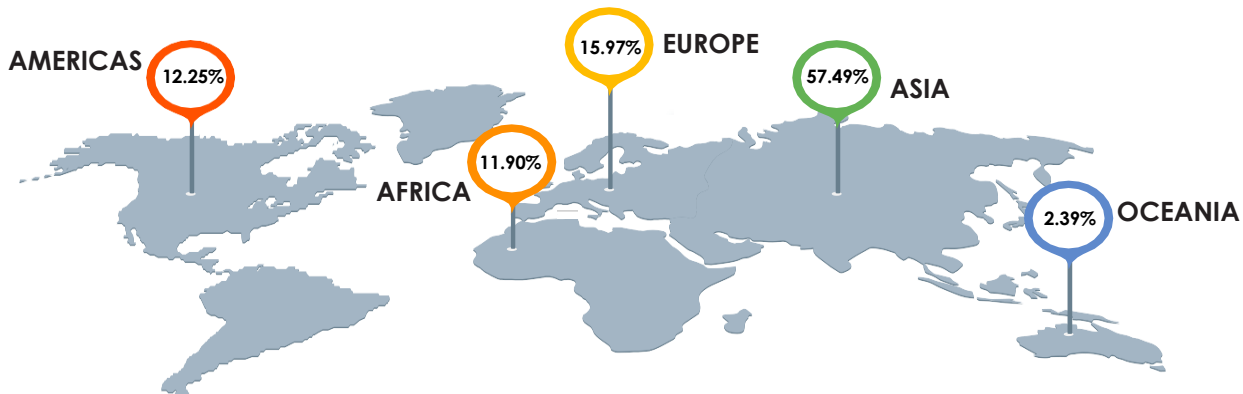 AMERICAS
12.25%
15.97%
EUROPE
57.49%
ASIA
11.90%
AFRICA
2.39%
OCEANIA